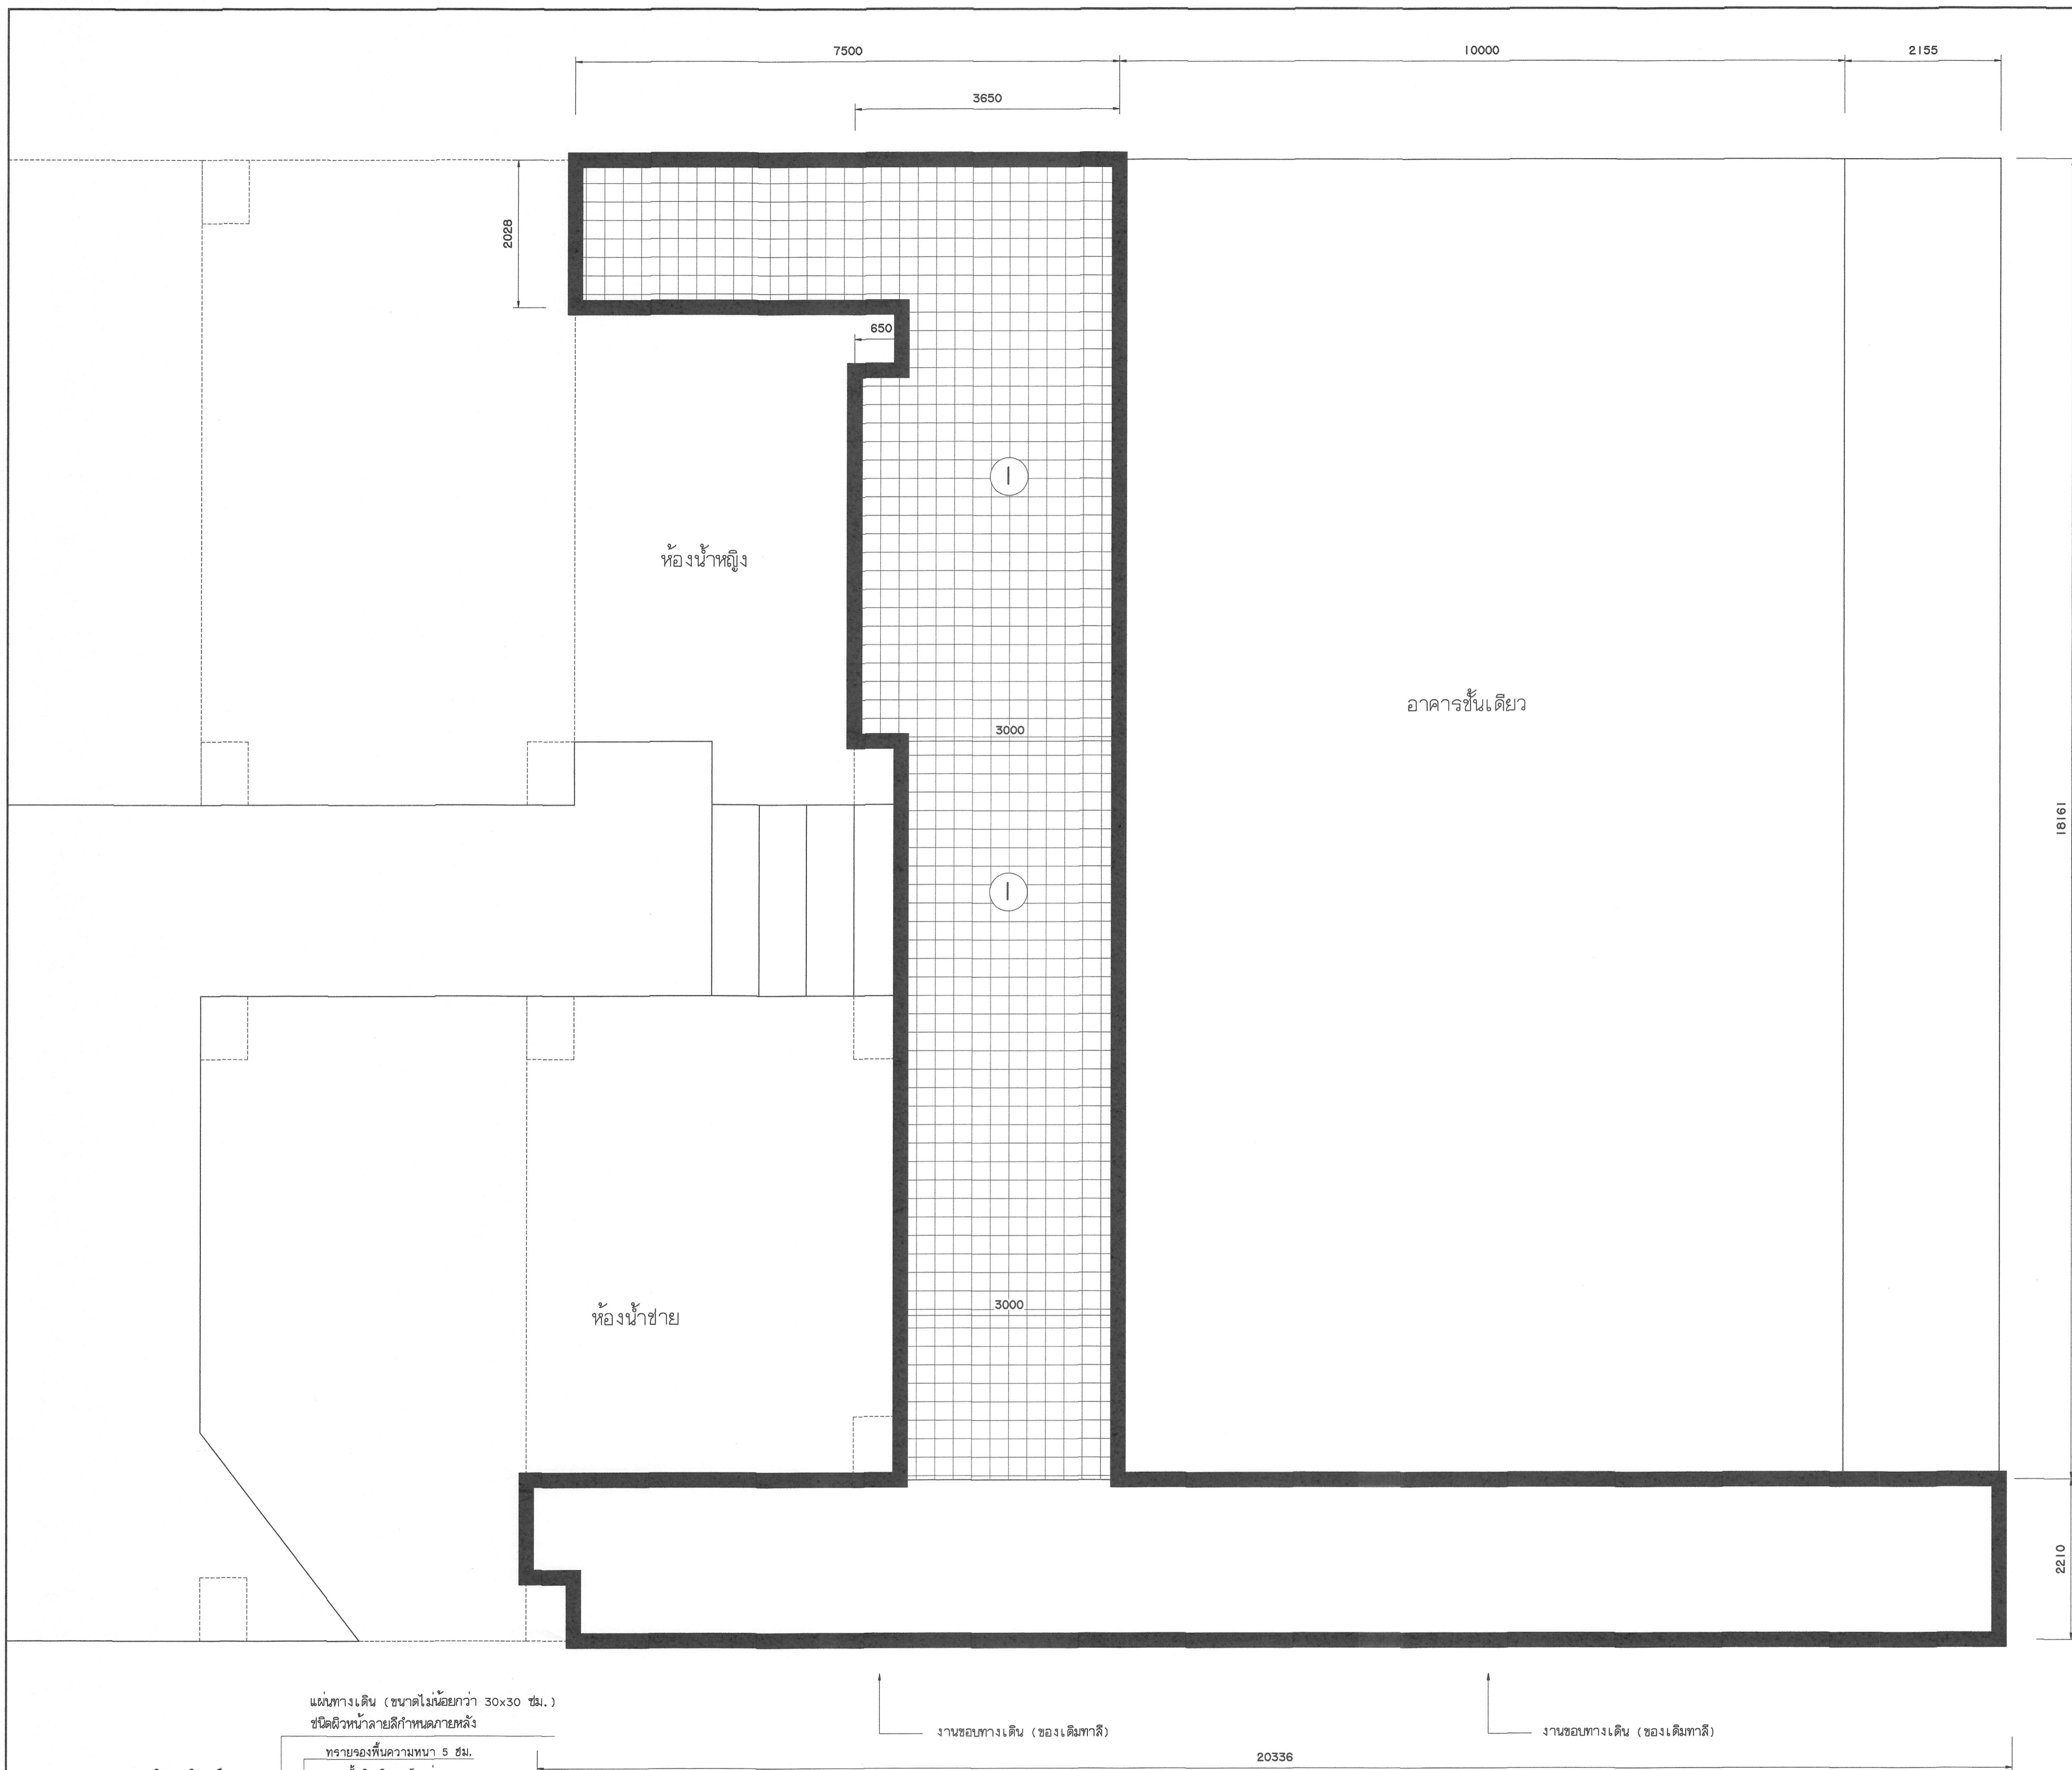 7500
10000
2155
3650
2028
650
ห้องน้ำหญิง
3000
อาคารชั้นเดียว
18161
ห้องน้ำชาย
3000
2210
แผ่นทางเดิน (ขนาดไม่น้อยกว่า 30x30 ซม.)
ชนิดผิวหน้าลายสีกำหนดภายหลัง
ทรายรองพื้นความหนา 5 ซม.
งานขอบทางเดิน (ของเดิมทาสี)
งานขอบทางเดิน (ของเดิมทาสี)
20336
1
1